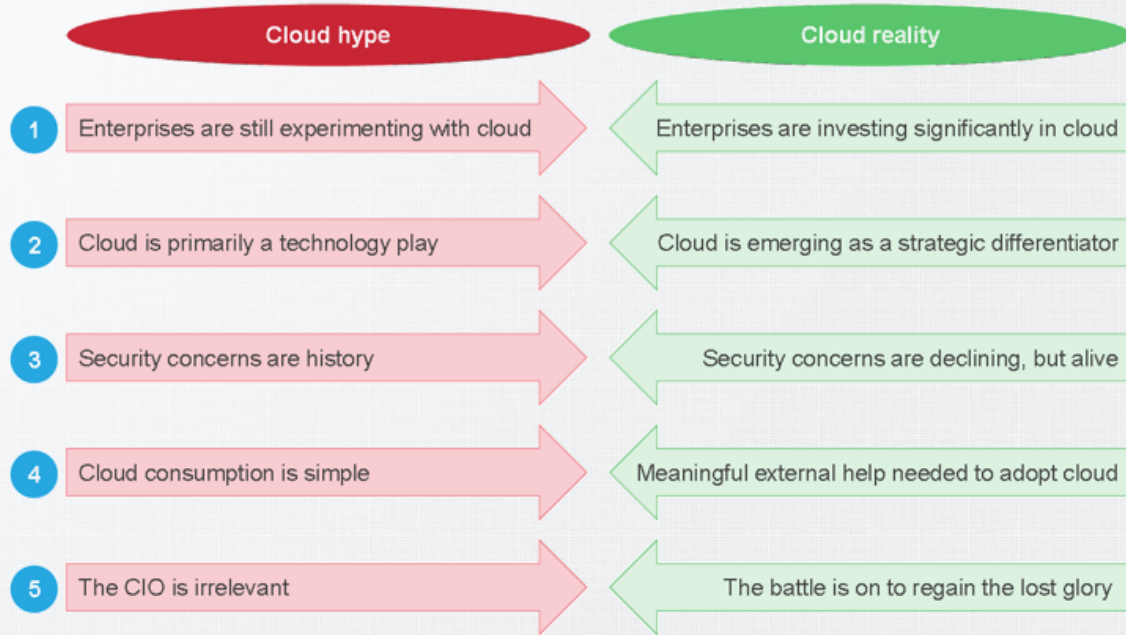 Cloud hype
Cloud reality
1
Enterprises are still experimenting with cloud
Enterprises are investing significantly in cloud
2
Cloud is primarily a technology play
Cloud is emerging as a strategic differentiator
3
Security concerns are history
Security concerns are declining, but alive
4
Cloud consumption is simple
Meaningful external help needed to adopt cloud
5
The CIO is irrelevant
The battle is on to regain the lost glory